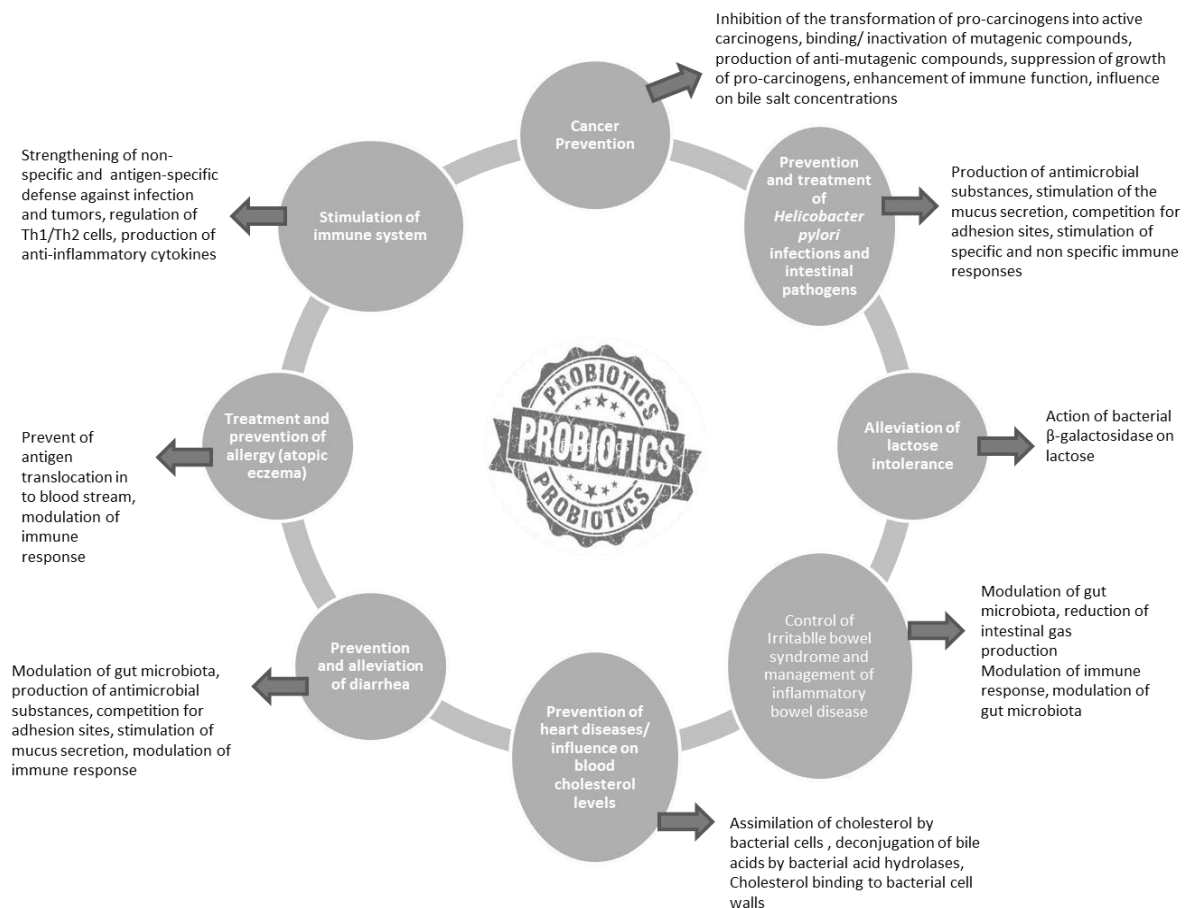 Inhibition of the transformation of pro-carcinogens into active
carcinogens, binding/ inactivation of mutagenic compounds,
production of anti-mutagenic compounds, suppression of growth
of pro-carcinogens, enhancement of immune function, influence
on bile salt concentrations
Cancer
Prevention
Prevention
and treatment
of
Helicobacter
pylori
infections and
intestinal
pathogens
Production of antimicrobial
substances, stimulation of the
mucus secretion, competition for
adhesion sites, stimulation of
specific and non specific immune
responses
Strengthening of non-
specific and antigen-specific
defense against infection
and tumors, regulation of
Th1/Th2 cells, production of
anti-inflammatory cytokines
Stimulation of
immune system
PROBIOTICS
PROBIOTICS
PROBIOTICS
Alleviation of
lactose
intolerance
Action of bacterial
β-galactosidase on
lactose
Treatment and
prevention of
allergy (atopic
eczema)
Prevent of
antigen
translocation in
to blood stream,
modulation of
immune
response
Control of
Irritablle bowel
syndrome and
management of
inflammatory
bowel disease
Modulation of gut
microbiota, reduction of
intestinal gas
production
Modulation of immune
response, modulation of
gut microbiota
Prevention
and alleviation
of diarrhea
Modulation of gut microbiota,
production of antimicrobial
substances, competition for
adhesion sites, stimulation of
mucus secretion, modulation of
immune response
Prevention of
heart diseases/
influence on
blood
cholesterol
levels
Assimilation of cholesterol by
bacterial cells , deconjugation of bile
acids by bacterial acid hydrolases,
Cholesterol binding to bacterial cell
walls